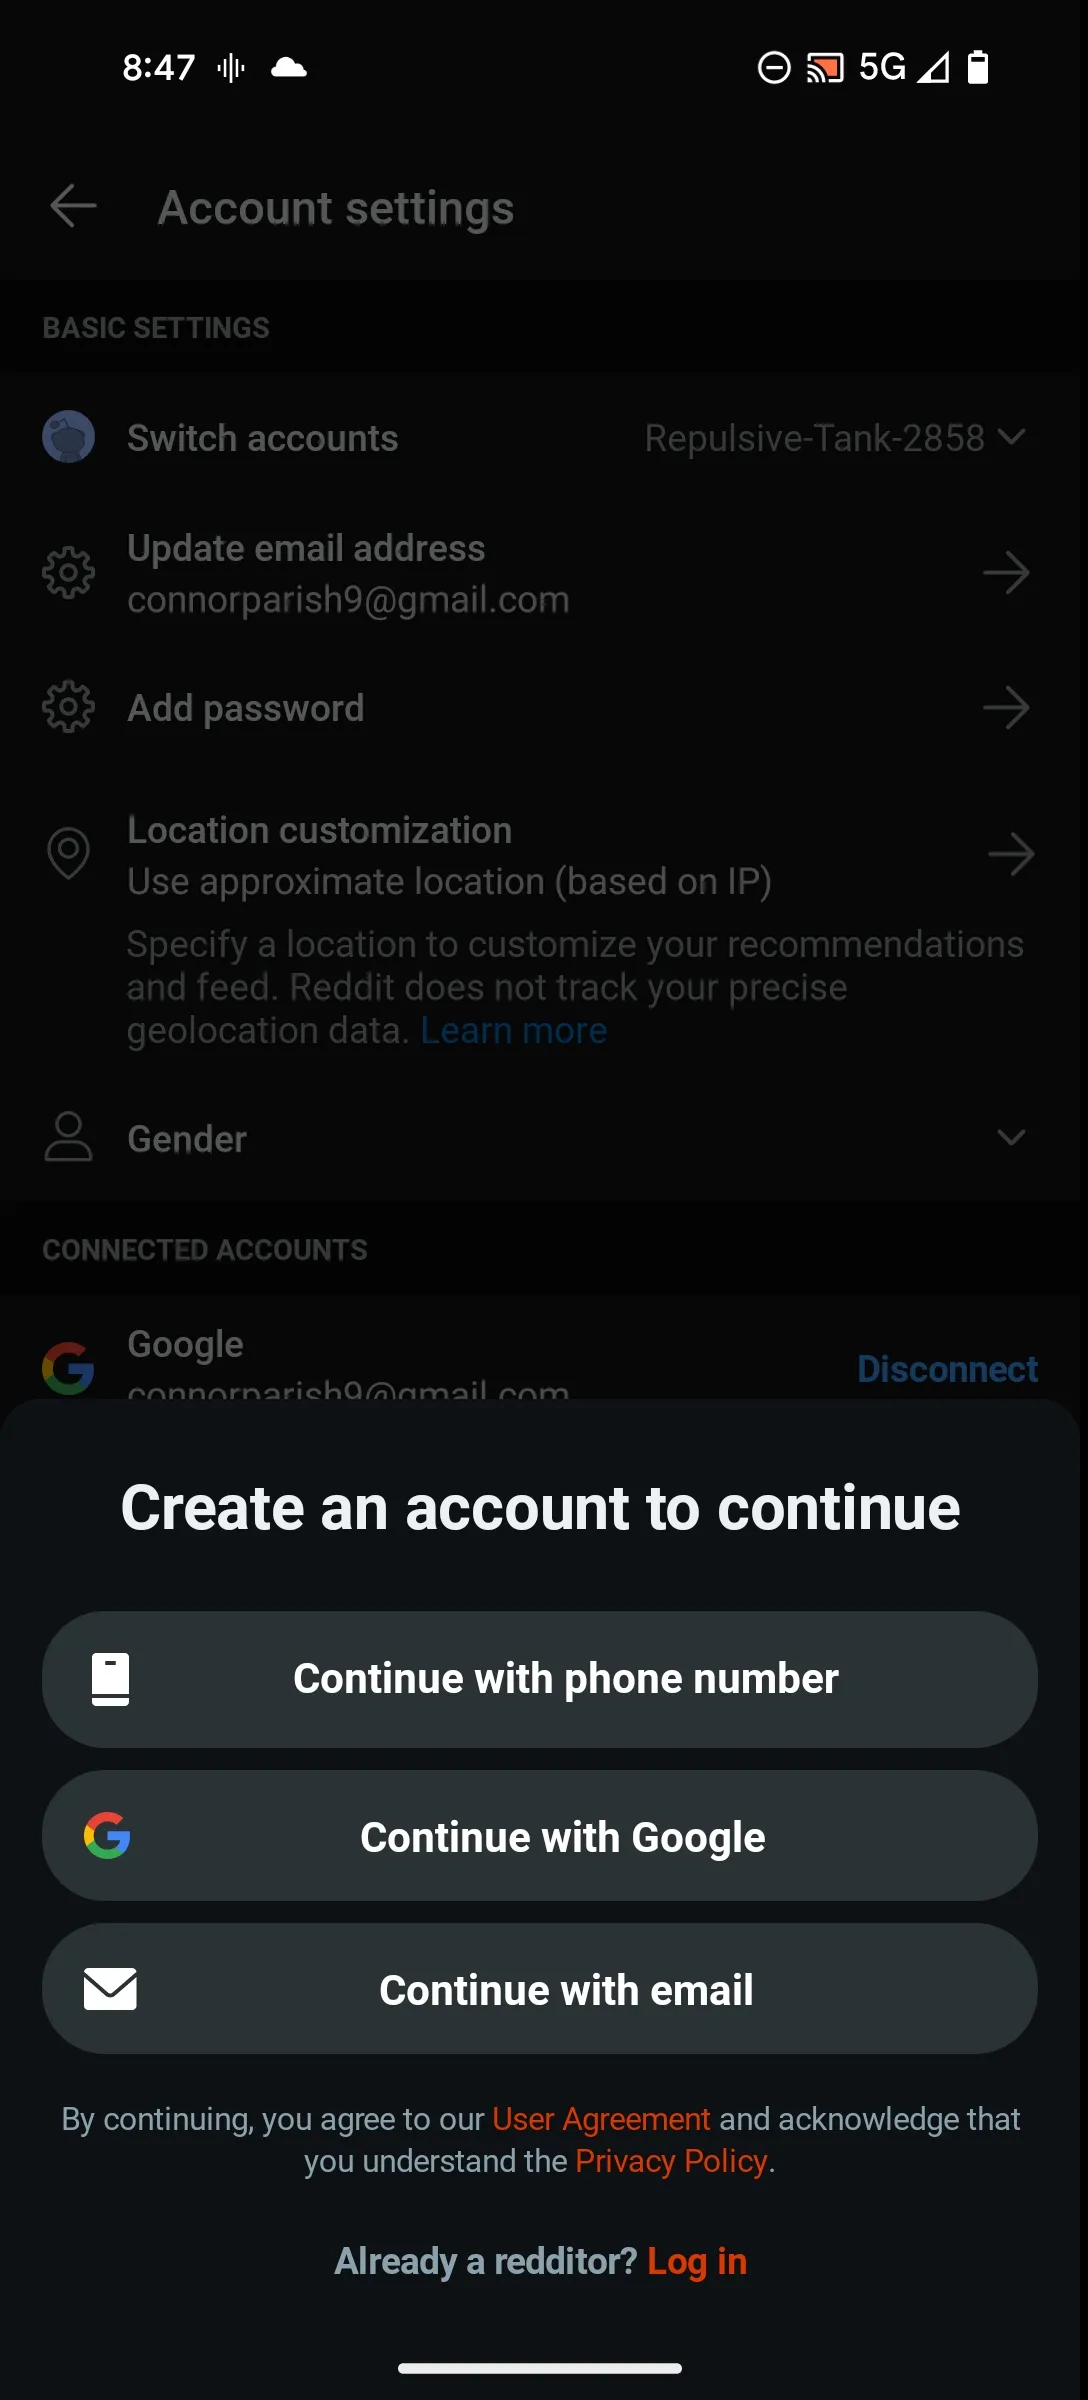 8:47
5G
Account settings
BASIC SETTINGS
Switch accounts
Repulsive-Tank-2858
Update email address
connorparish9@gmail.com
Add password
Location customization
Use approximate location (based on IP)
Specify a location to customize your recommendations
and feed. Reddit does not track your precise
geolocation data. Learn more
Gender
CONNECTED ACCOUNTS
Google
Disconnect
connorparish9@gmail.com
Create an account to continue
Continue with phone number
Continue with Google
Continue with email
By continuing, you agree to our User Agreement and acknowledge that
you understand the Privacy Policy.
Already a redditor? Log in